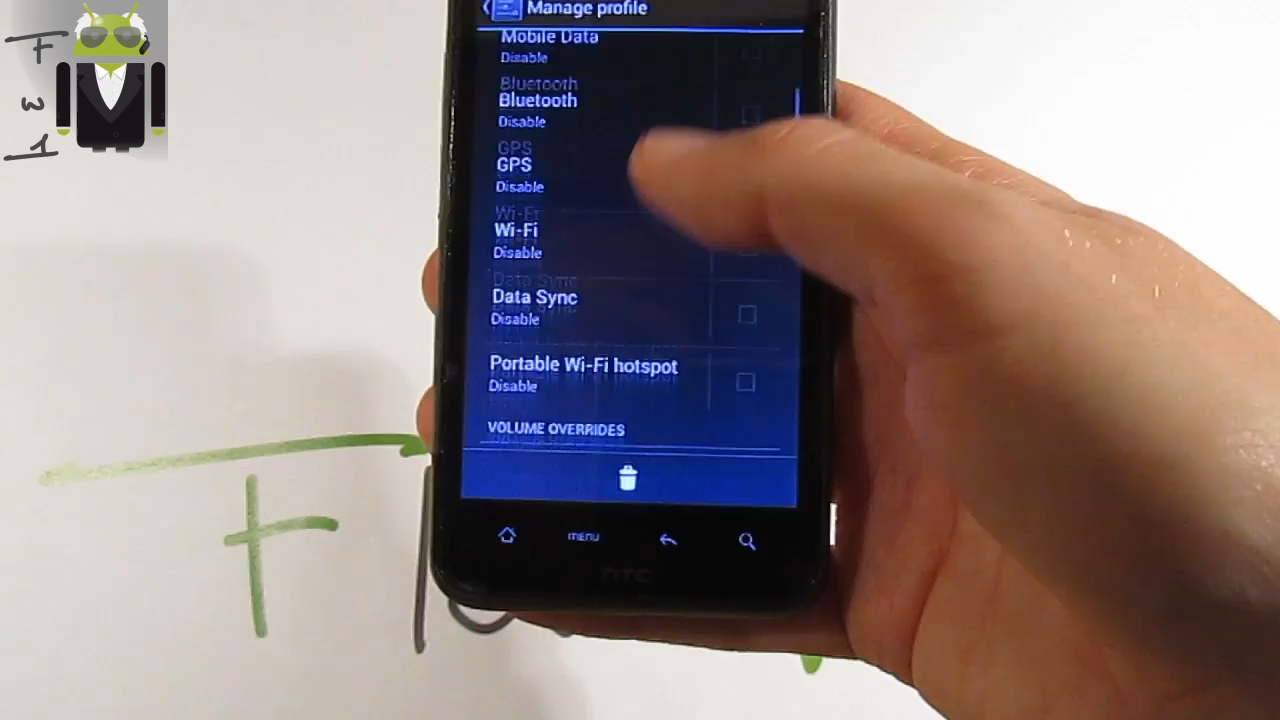 Manage profile
Mobile Data
Disable
Bluetooth
Disable
GPS
Disable
Wi-Fi
Disable
Data Sync
Disable
Portable Wi-Fi hotspot
Disable
VOLUME OVERRIDES
menu
hTC